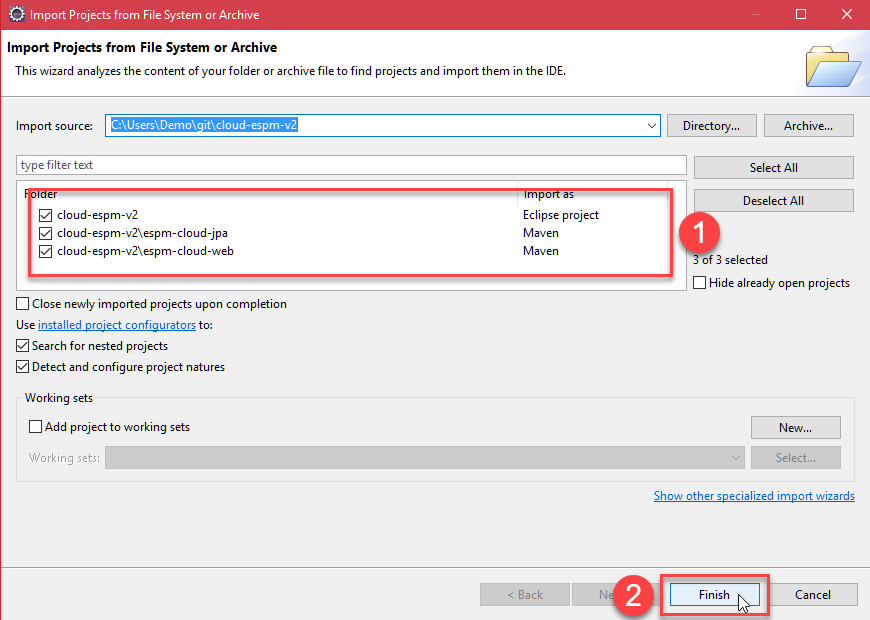 Import Projects from File System or Archive
Import Projects from File System or Archive
This wizard analyzes the content of your folder or archive file to find projects and import them in the IDE.
Import source: C:\Users\Demo\git\cloud-espm-v2 Directory... Archive...
type filter text Select All
Folder Import as
Deselect All
cloud-espm-v2 Eclipse project
cloud-espm-v2\espm-cloud-jpa Maven
1
cloud-espm-v2\espm-cloud-web Maven
3 of 3 selected
Hide already open projects
Close newly imported projects upon completion
Use installed project configurators to:
Search for nested projects
Detect and configure project natures
Working sets
Add project to working sets New...
Working sets: Select...
Show other specialized import wizards
< Back 2 Finish Cancel